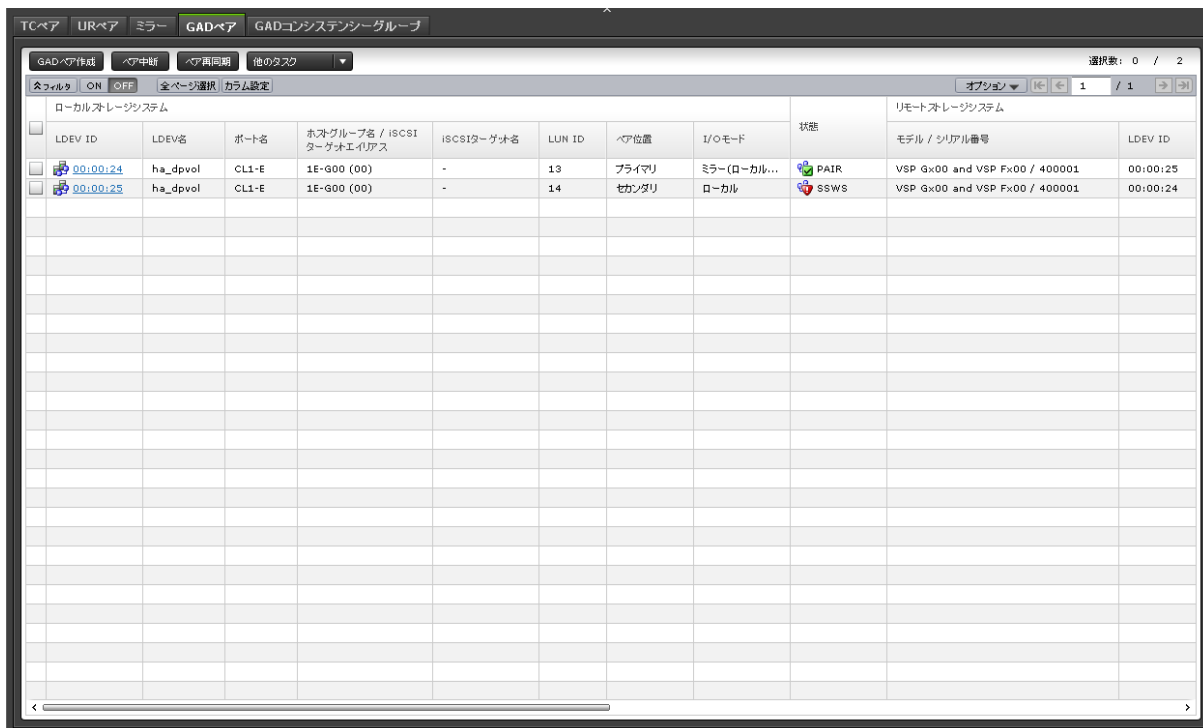 TCペア URペア ミラー GADペア GADコンシステンシーグループ
GADペア作成 ペア中断 ペア再同期 他のタスク 選択数: 0 / 2
フィルタ ON OFF 全ページ選択 カラム設定 オプション 1 / 1
ローカルストレージシステム 状態 リモートストレージシステム
LDEV ID LDEV名 ポート名 ホストグループ名 / iSCSI ターゲットエイリアス iSCSIターゲット名 LUN ID ペア位置 I/Oモード モデル / シリアル番号 LDEV ID
00:00:24 ha_dpvol CL1-E 1E-G00 (00) - 13 プライマリ ミラー(ローカル... PAIR VSP Gx00 and VSP Fx00 / 400001 00:00:25
00:00:25 ha_dpvol CL1-E 1E-G00 (00) - 14 セカンダリ ローカル SSWS VSP Gx00 and VSP Fx00 / 400001 00:00:24